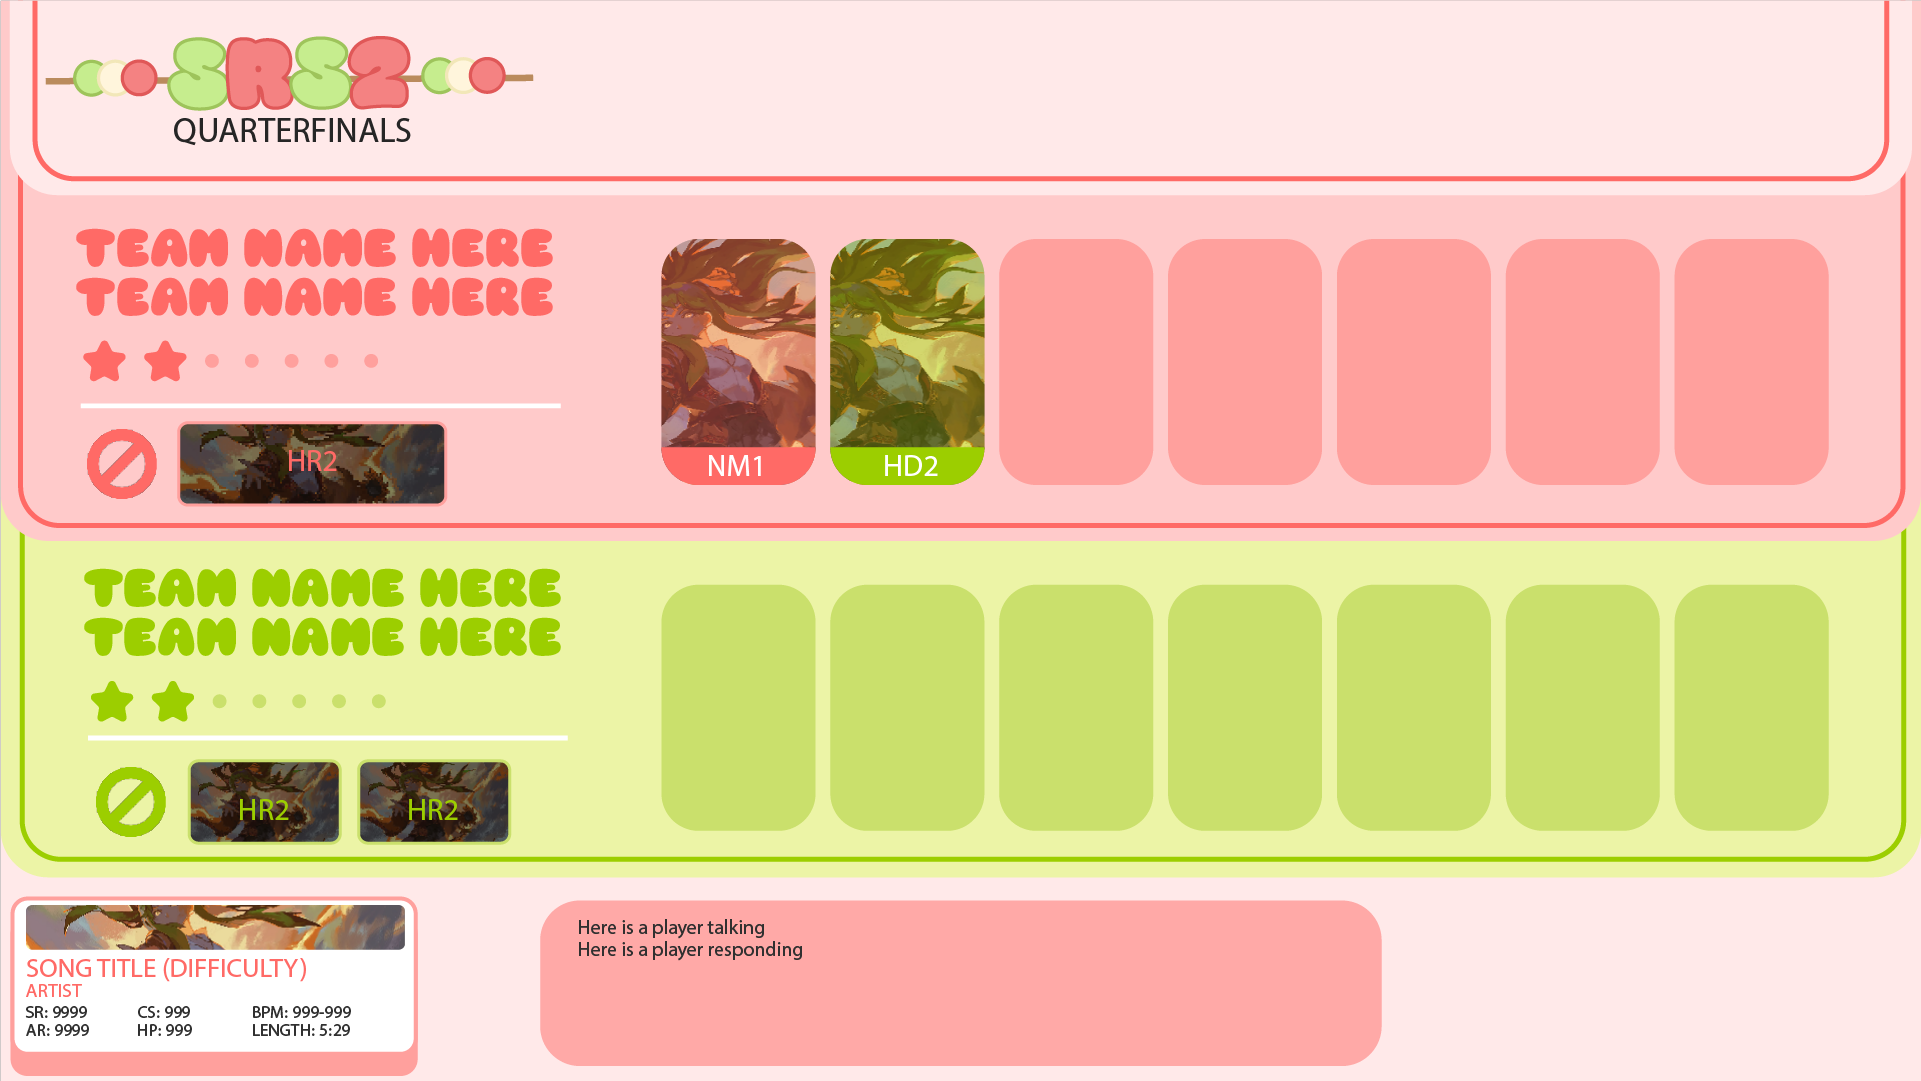 SRS2
QUARTERFINALS
TEAM NAME HERE
TEAM NAME HERE
HR2
NM1
HD2
TEAM NAME HERE
TEAM NAME HERE
HR2
HR2
SONG TITLE (DIFFICULTY)
ARTIST
SR: 9999 CS: 999 BPM: 999-999
AR: 9999 HP: 999 LENGTH: 5:29
Here is a player talking
Here is a player responding